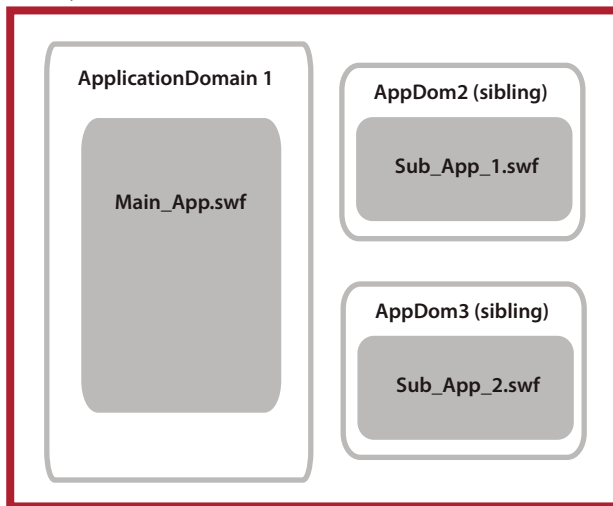 ApplicationDomain 1
Main_App.swf
AppDom2 (sibling)
Sub_App_1.swf
AppDom3 (sibling)
Sub_App_2.swf